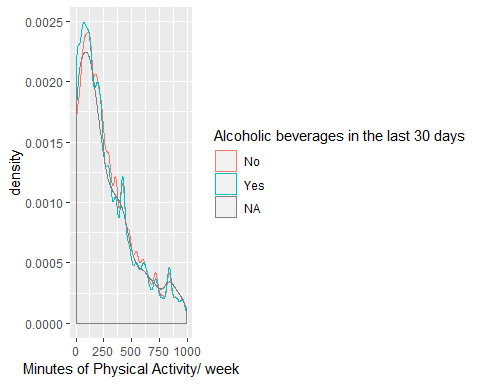 0.0025
0.0020
0.0015
0.0010
0.0005
0.0000
density
0 250 500 750 1000
Minutes of Physical Activity/ week
Alcoholic beverages in the last 30 days
No
Yes
NA